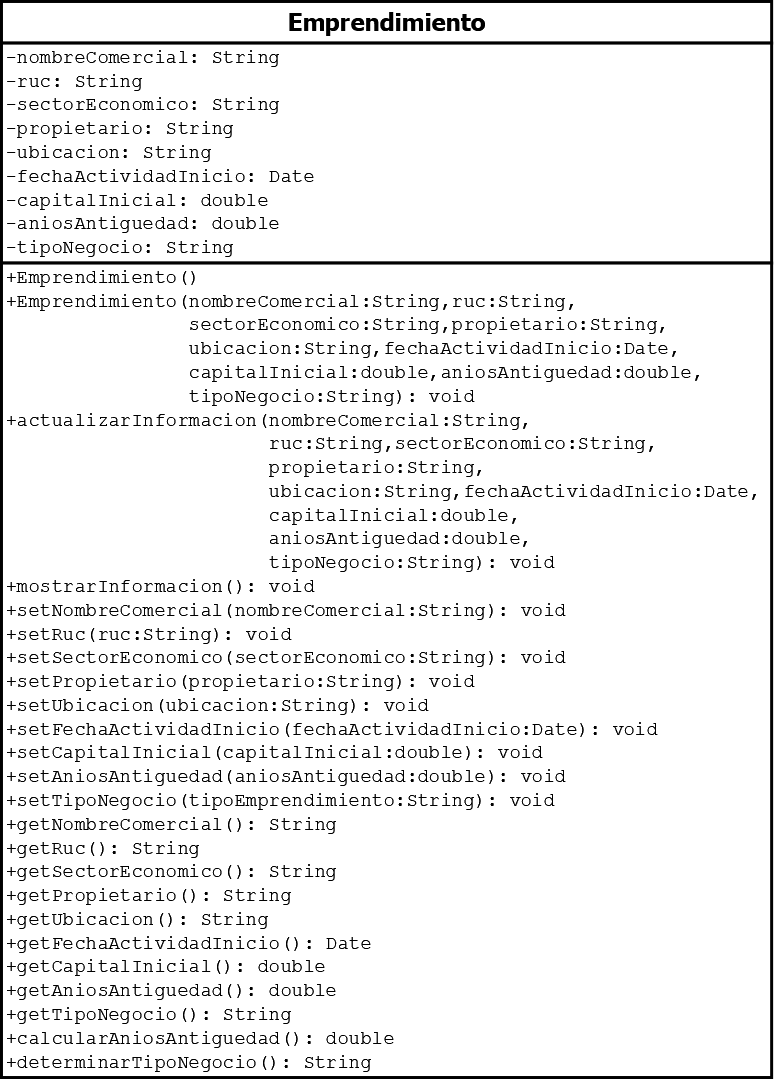 Emprendimiento
-nombreComercial: String
-ruc: String
-sectorEconomico: String
-propietario: String
-ubicacion: String
-fechaActividadInicio: Date
-capitalInicial: double
-aniosAntiguedad: double
-tipoNegocio: String
+Emprendimiento()
+Emprendimiento(nombreComercial:String,ruc:String,
sectorEconomico:String,propietario:String,
ubicacion:String,fechaActividadInicio:Date,
capitalInicial:double,aniosAntiguedad:double,
tipoNegocio:String): void
+actualizarInformacion(nombreComercial:String,
ruc:String,sectorEconomico:String,
propietario:String,
ubicacion:String,fechaActividadInicio:Date,
capitalInicial:double,
aniosAntiguedad:double,
tipoNegocio:String): void
+mostrarInformacion(): void
+setNombreComercial(nombreComercial:String): void
+setRuc(ruc:String): void
+setSectorEconomico(sectorEconomico:String): void
+setPropietario(propietario:String): void
+setUbicacion(ubicacion:String): void
+setFechaActividadInicio(fechaActividadInicio:Date): void
+setCapitalInicial(capitalInicial:double): void
+setAniosAntiguedad(aniosAntiguedad:double): void
+setTipoNegocio(tipoEmprendimiento:String): void
+getNombreComercial(): String
+getRuc(): String
+getSectorEconomico(): String
+getPropietario(): String
+getUbicacion(): String
+getFechaActividadInicio(): Date
+getCapitalInicial(): double
+getAniosAntiguedad(): double
+getTipoNegocio(): String
+calcularAniosAntiguedad(): double
+determinarTipoNegocio(): String